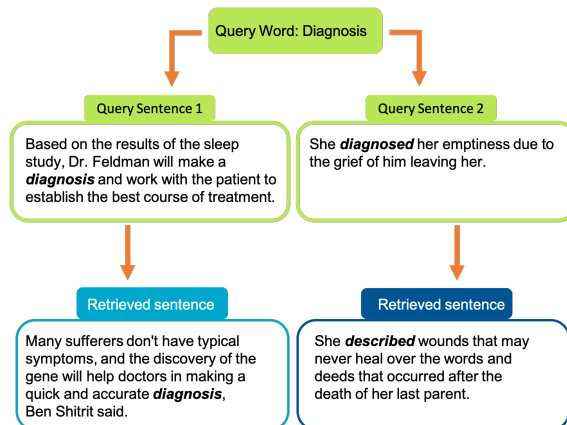 Query Word: Diagnosis
Query Sentence 1
Based on the results of the sleep
study, Dr. Feldman will make a
diagnosis and work with the patient to
establish the best course of treatment.
Query Sentence 2
She diagnosed her emptiness due to
the grief of him leaving her.
Retrieved sentence
Many sufferers don't have typical
symptoms, and the discovery of the
gene will help doctors in making a
quick and accurate diagnosis,
Ben Shitrit said.
Retrieved sentence
She described wounds that may
never heal over the words and
deeds that occurred after the
death of her last parent.